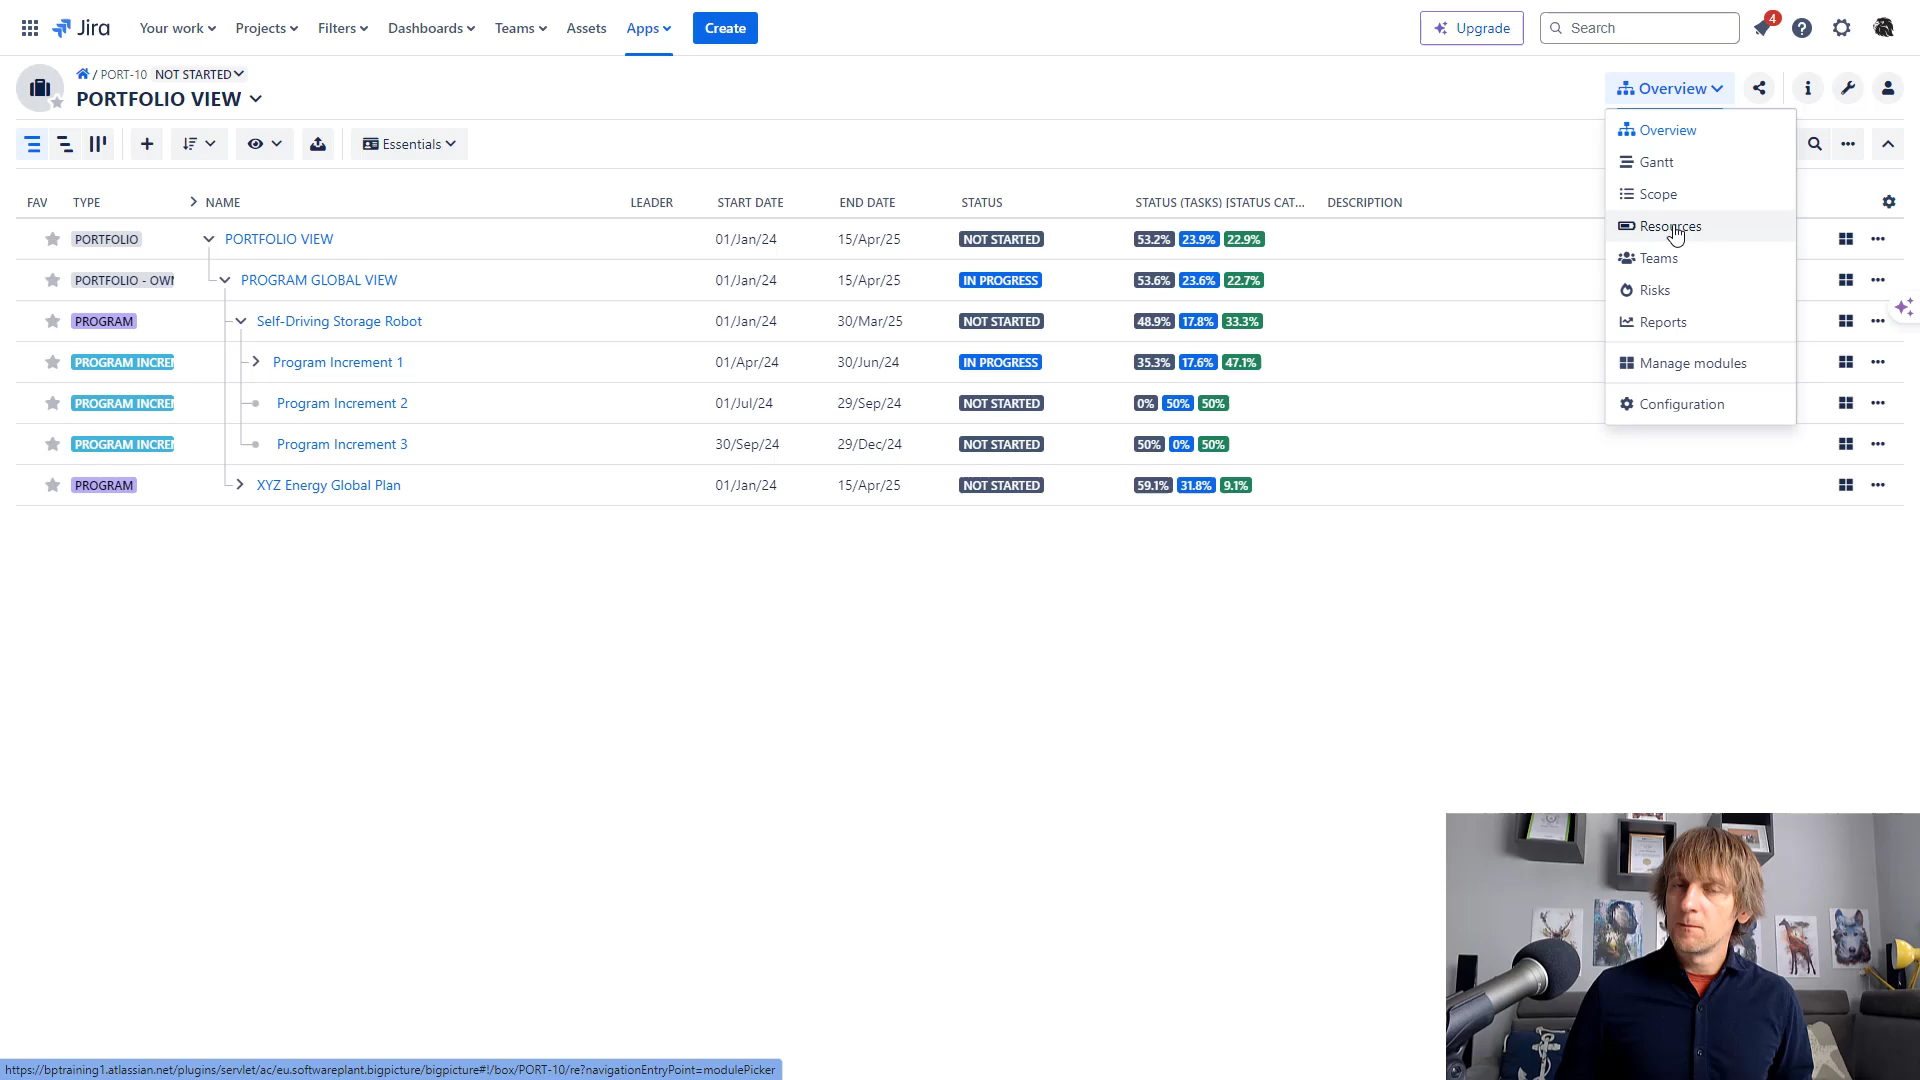 Jira Your work Projects Filters Dashboards Teams Assets Apps Create Upgrade Search 4
/ PORT-10 NOT STARTED
PORTFOLIO VIEW
Overview
Essentials
Overview
Gantt
Scope
Resources
Teams
Risks
Reports
Manage modules
Configuration
FAV TYPE NAME LEADER START DATE END DATE STATUS STATUS (TASKS) [STATUS CAT... DESCRIPTION
PORTFOLIO PORTFOLIO VIEW 01/Jan/24 15/Apr/25 NOT STARTED 53.2% 23.9% 22.9%
PORTFOLIO - OWN PROGRAM GLOBAL VIEW 01/Jan/24 15/Apr/25 IN PROGRESS 53.6% 23.6% 22.7%
PROGRAM Self-Driving Storage Robot 01/Jan/24 30/Mar/25 NOT STARTED 48.9% 17.8% 33.3%
PROGRAM INCREM Program Increment 1 01/Apr/24 30/Jun/24 IN PROGRESS 35.3% 17.6% 47.1%
PROGRAM INCREM Program Increment 2 01/Jul/24 29/Sep/24 NOT STARTED 0% 50% 50%
PROGRAM INCREM Program Increment 3 30/Sep/24 29/Dec/24 NOT STARTED 50% 0% 50%
PROGRAM XYZ Energy Global Plan 01/Jan/24 15/Apr/25 NOT STARTED 59.1% 31.8% 9.1%
https://bptraining1.atlassian.net/plugins/servlet/ac/eu.softwareplant.bigpicture/bigpicture#!/box/PORT-10/re?navigationEntryPoint=modulePicker